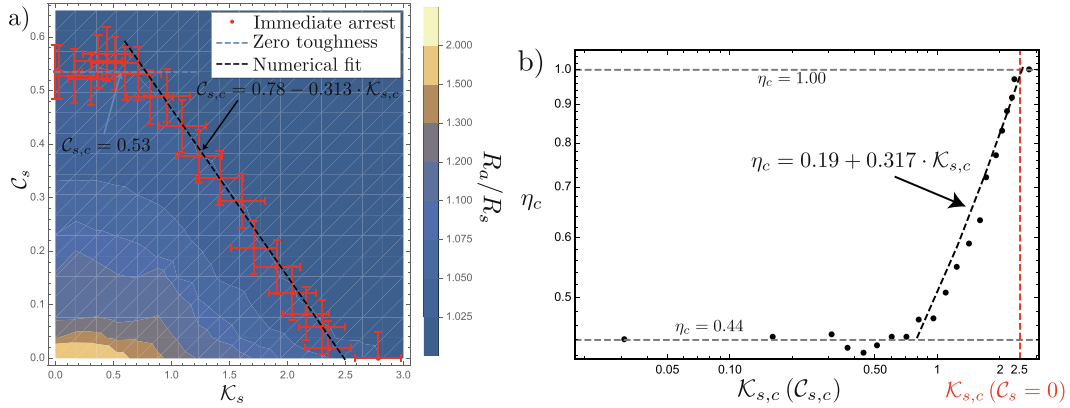 a)
Immediate arrest
Zero toughness
Numerical fit
𝒞s,c = 0.78 − 0.313 · 𝒦s,c
𝒞s,c = 0.53
𝒞s
0.6
0.5
0.4
0.3
0.2
0.1
0.0
0.0 0.5 1.0 1.5 2.0 2.5 3.0
𝒦s
2.000
1.500
1.300
1.200
1.100
1.075
1.050
1.025
Ra/Rs
b)
ηc = 1.00
ηc = 0.19 + 0.317 · 𝒦s,c
ηc = 0.44
ηc
1.0
0.9
0.8
0.7
0.6
0.5
0.10 0.50 1 2 2.5
𝒦s,c (𝒞s,c)
𝒦s,c (𝒞s = 0)